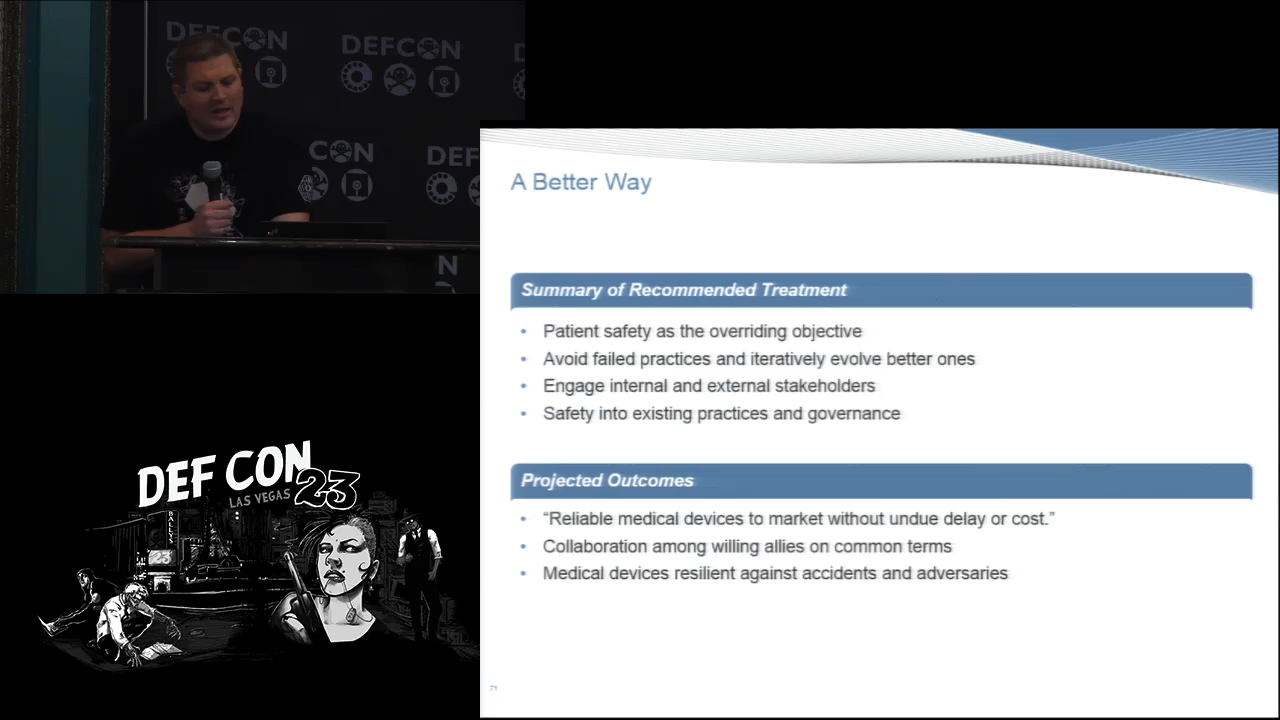 DEFCON
DEFCON
CON
DEF
N
A Better Way
Summary of Recommended Treatment
• Patient safety as the overriding objective
• Avoid failed practices and iteratively evolve better ones
• Engage internal and external stakeholders
• Safety into existing practices and governance
Projected Outcomes
• “Reliable medical devices to market without undue delay or cost.”
• Collaboration among willing allies on common terms
• Medical devices resilient against accidents and adversaries
71
DEF CON
LAS VEGAS 23
BALLYS